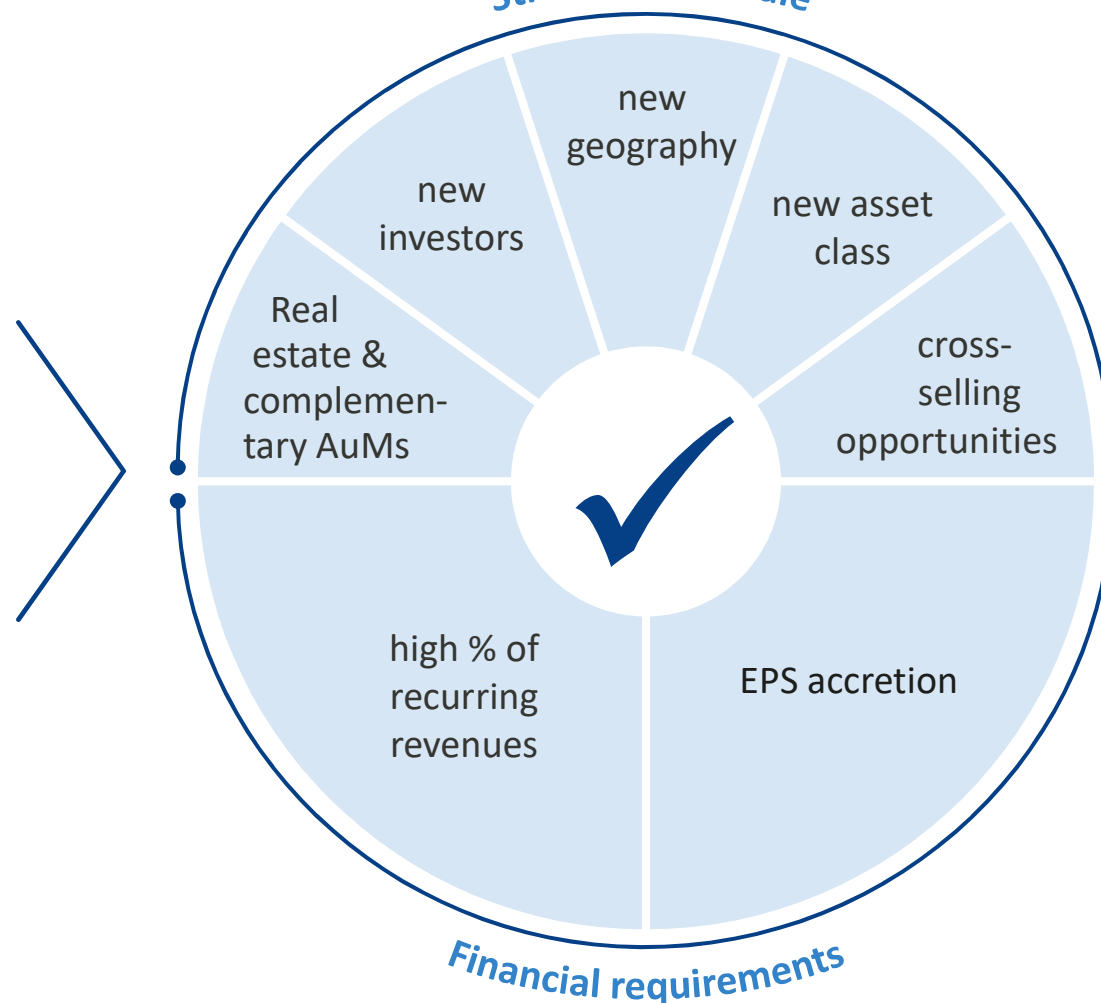 new
geography
new
investors
new asset
class
Real
estate &
complemen-
tary AuMs
cross-
selling
opportunities
high % of
recurring
revenues
EPS accretion
Financial requirements